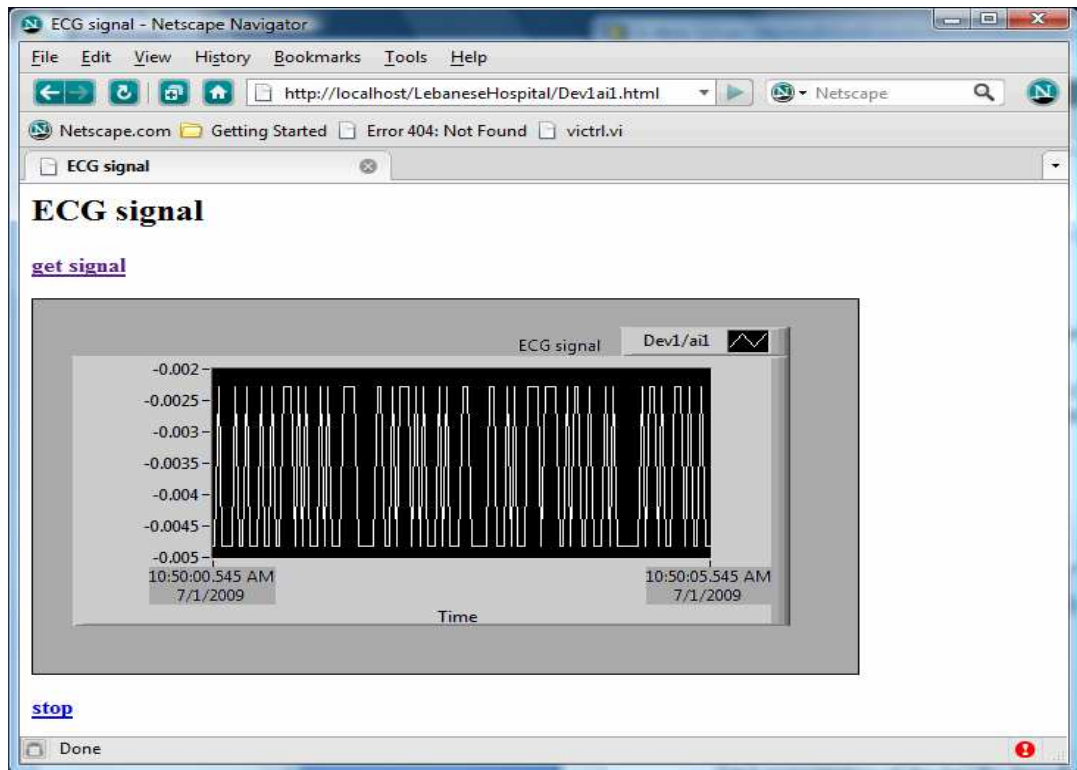 ECG signal - Netscape Navigator
File Edit View History Bookmarks Tools Help
http://localhost/LebaneseHospital/Dev1ai1.html Netscape
Netscape.com Getting Started Error 404: Not Found victrl.vi
ECG signal
ECG signal
get signal
ECG signal Dev1/ai1
-0.002
-0.0025
-0.003
-0.0035
-0.004
-0.0045
-0.005
10:50:00.545 AM 10:50:05.545 AM
7/1/2009 7/1/2009
Time
stop
Done